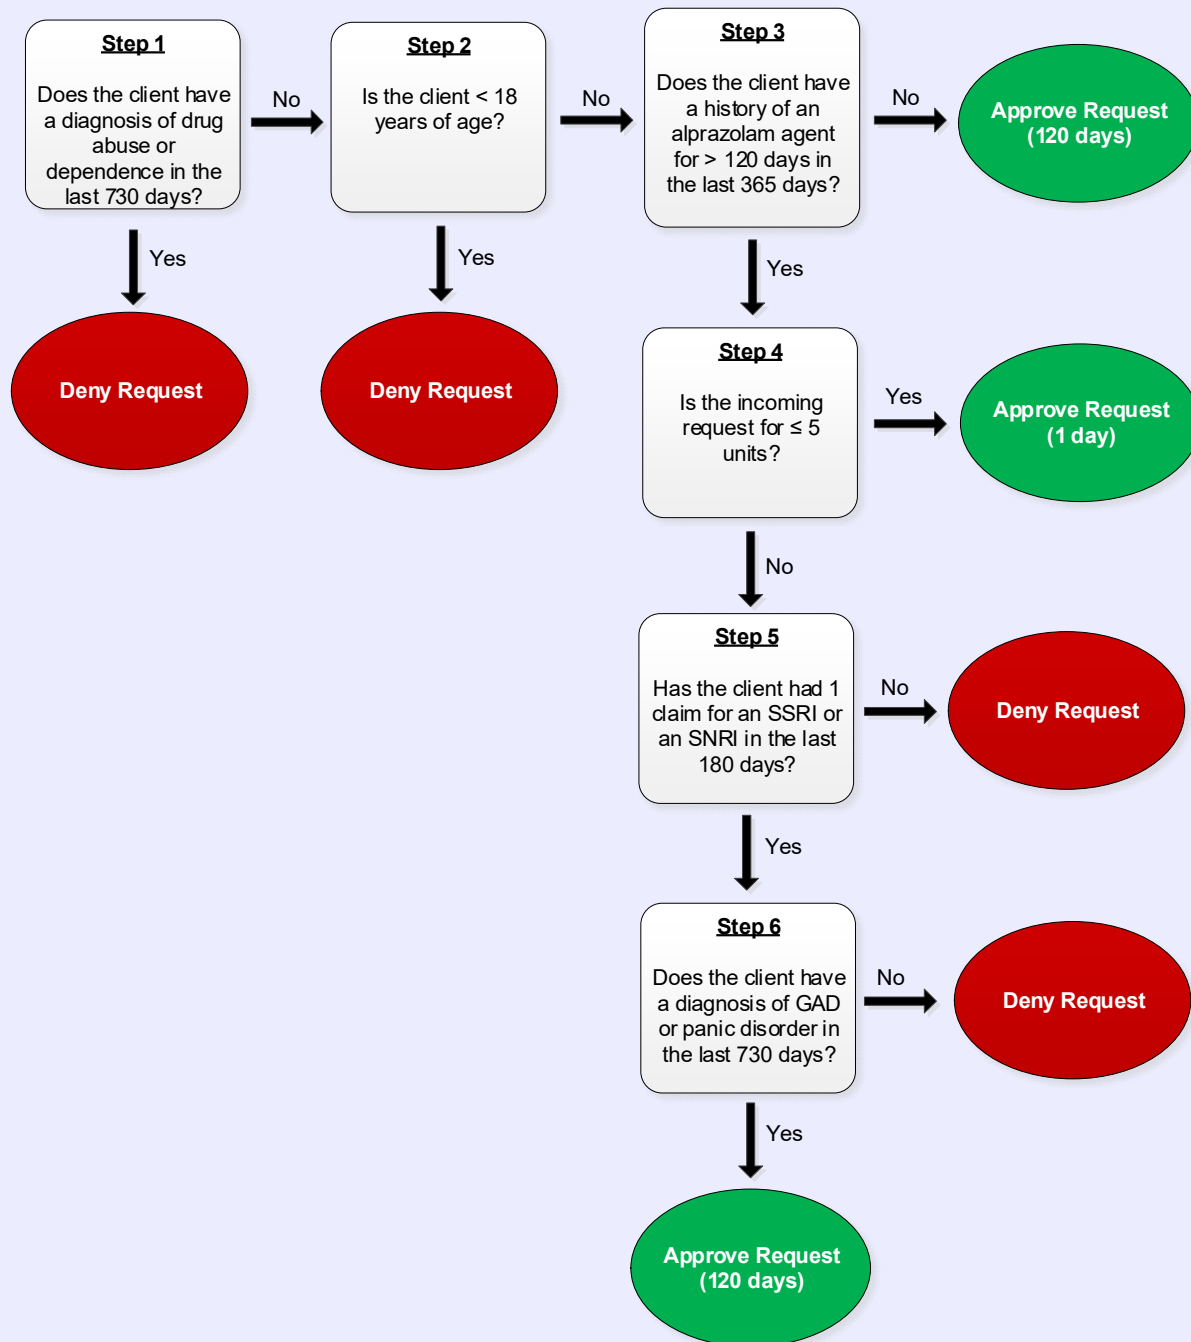 Step 1
Does the client have
a diagnosis of drug
abuse or
dependence in the
last 730 days?
No
Step 2
Is the client < 18
years of age?
No
Step 3
Does the client have
a history of an
alprazolam agent
for > 120 days in
the last 365 days?
No
Approve Request
(120 days)
Yes
Deny Request
Yes
Deny Request
Yes
Step 4
Is the incoming
request for ≤ 5
units?
Yes
Approve Request
(1 day)
No
Step 5
Has the client had 1
claim for an SSRI or
an SNRI in the last
180 days?
No
Deny Request
Yes
Step 6
Does the client have
a diagnosis of GAD
or panic disorder in
the last 730 days?
No
Deny Request
Yes
Approve Request
(120 days)